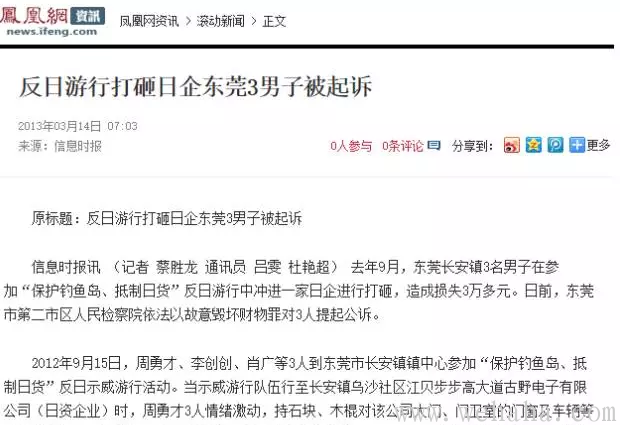 鳳凰網 資訊
news.ifeng.com
凤凰网资讯 > 滚动新闻 > 正文
反日游行打砸日企东莞3男子被起诉
2013年03月14日 07:03
来源：信息时报
0人参与 0条评论 分享到： 更多
原标题：反日游行打砸日企东莞3男子被起诉
信息时报讯 （记者 蔡胜龙 通讯员 吕雯 杜艳超） 去年9月，东莞长安镇3名男子在参
加“保护钓鱼岛、抵制日货”反日游行中冲进一家日企进行打砸，造成损失3万多元。日前，东莞
市第二市区人民检察院依法以故意毁坏财物罪对3人提起公诉。
2012年9月15日，周勇才、李创创、肖广等3人到东莞市长安镇镇中心参加“保护钓鱼岛、抵
制日货”反日示威游行活动。当示威游行队伍行至长安镇乌沙社区江贝步步高大道古野电子有限
公司（日资企业）时，周勇才3人情绪激动，持石块、木棍对该公司大门、门卫室的门窗及车辆等